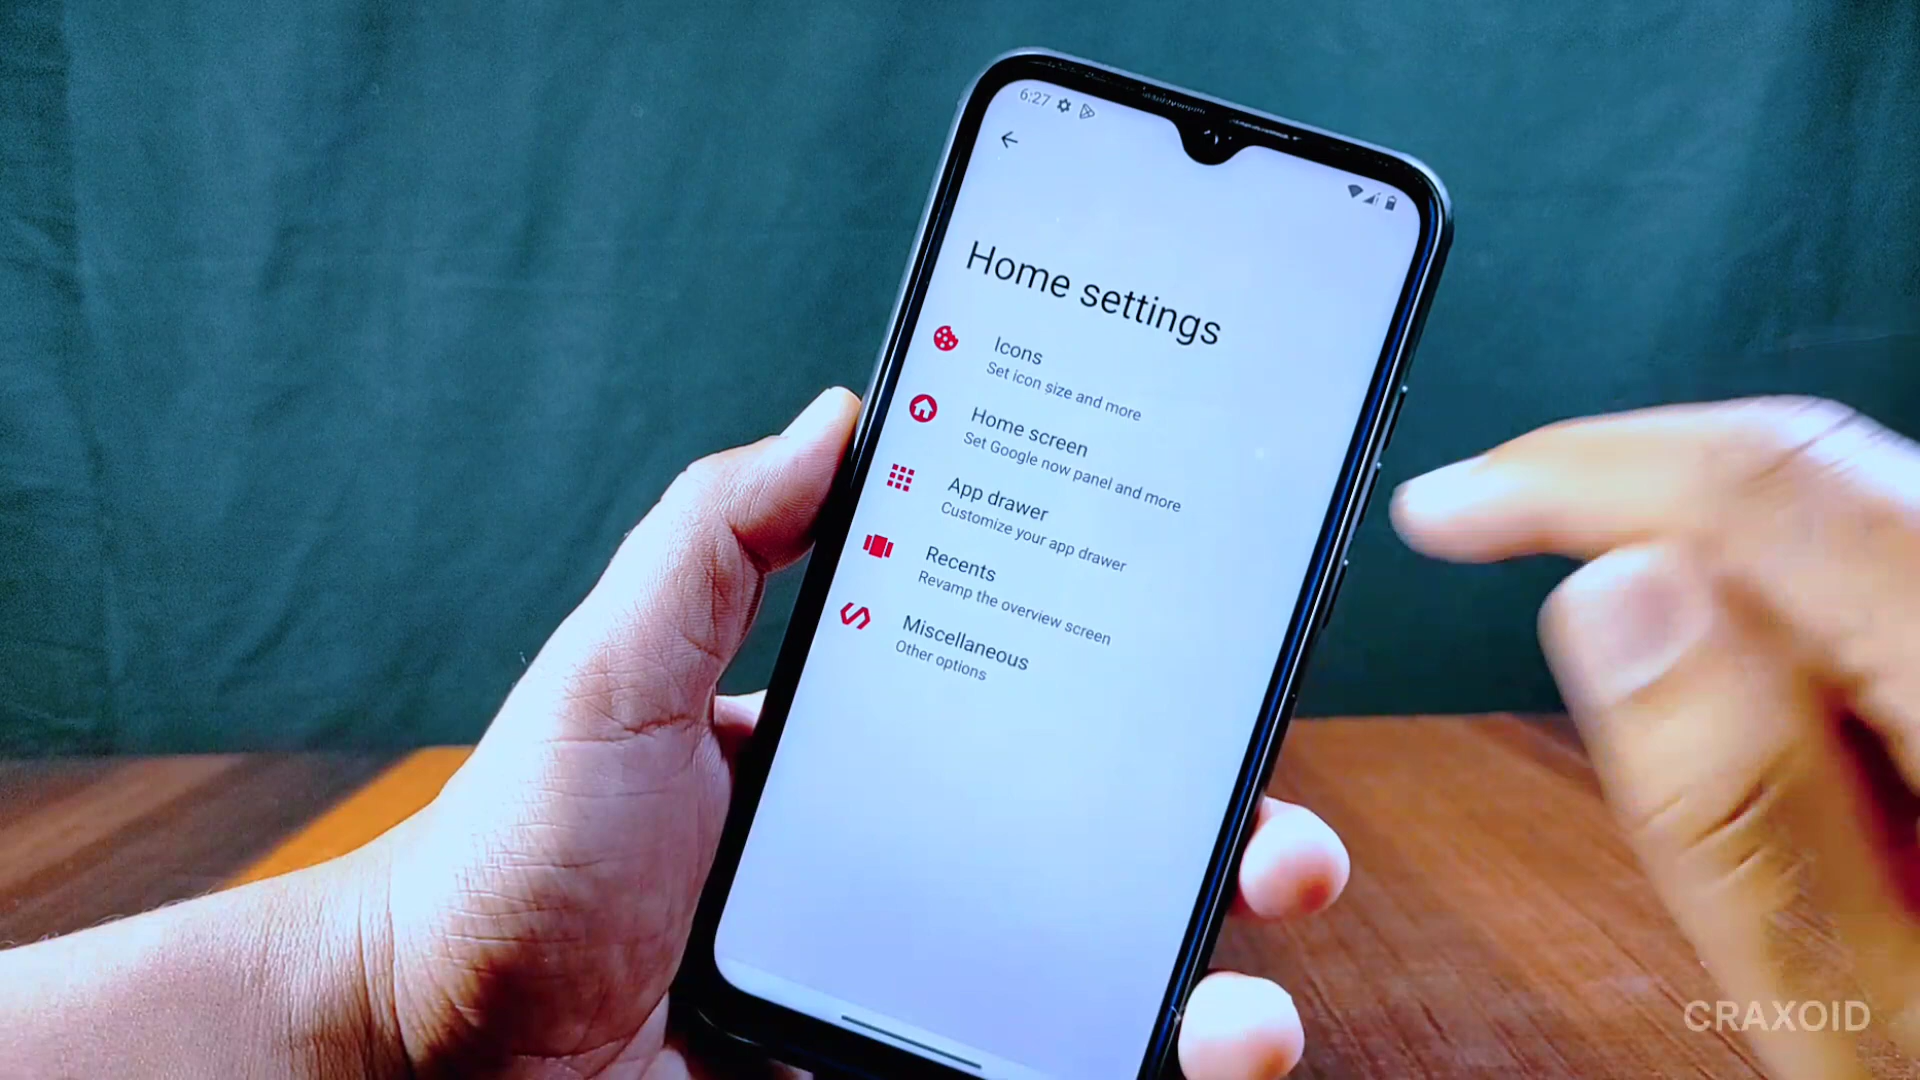 6:27
Home settings
Icons
Set icon size and more
Home screen
Set Google now panel and more
App drawer
Customize your app drawer
Recents
Revamp the overview screen
Miscellaneous
Other options
CRAXOID